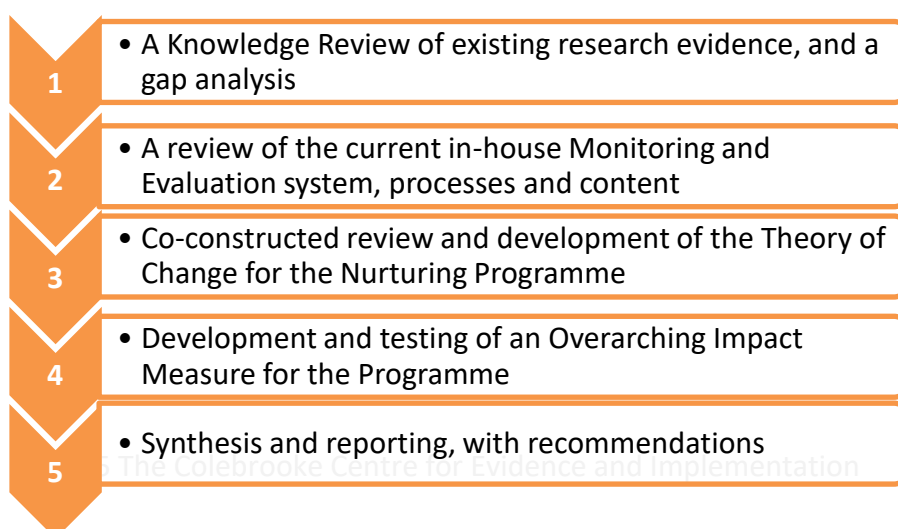 1
• A Knowledge Review of existing research evidence, and a
gap analysis
2
• A review of the current in-house Monitoring and
Evaluation system, processes and content
3
• Co-constructed review and development of the Theory of
Change for the Nurturing Programme
4
• Development and testing of an Overarching Impact
Measure for the Programme
5
• Synthesis and reporting, with recommendations
5 The Colebrooke Centre for Evidence and Implementation